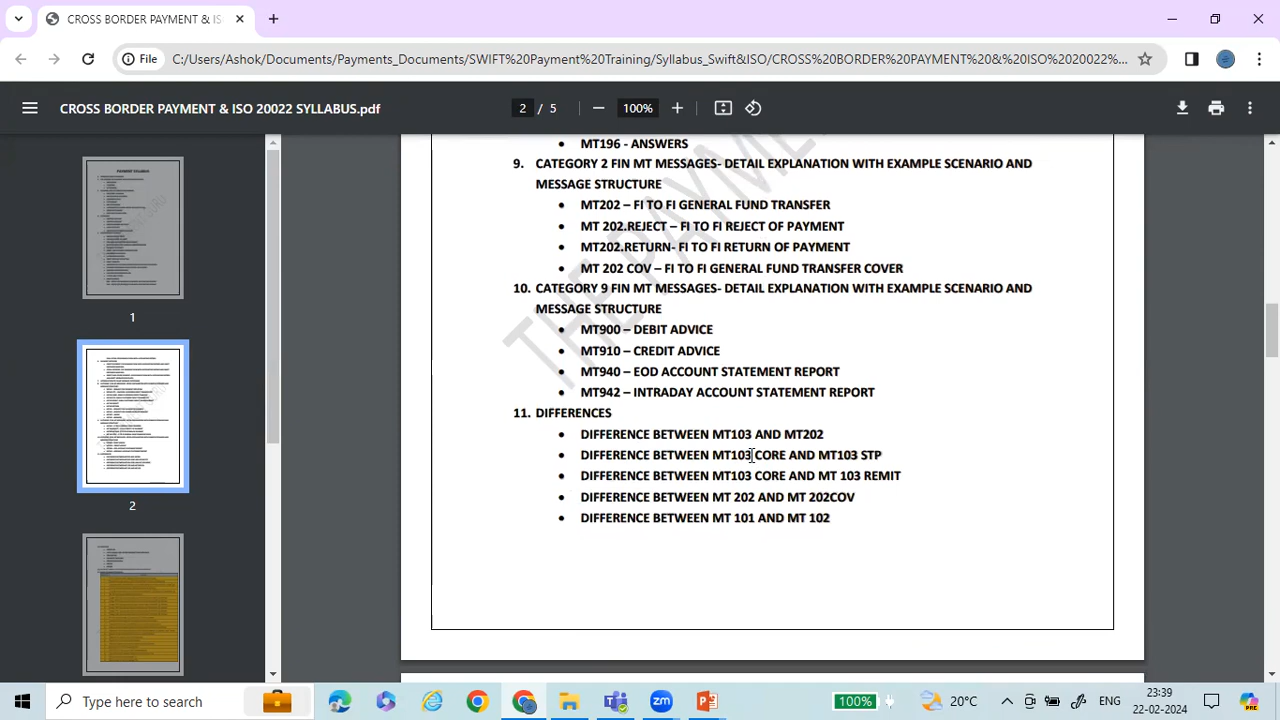 CROSS BORDER PAYMENT & IS
File
C:/Users/Ashok/Documents/Payments_Documents/SWIFT%20Payment%20Training/Syllabus_Swift&ISO/CROSS%20BORDER%20PAYMENT%20&%20ISO%2020022%...
CROSS BORDER PAYMENT & ISO 20022 SYLLABUS.pdf
2 / 5
100%
• MT196 - ANSWERS
9. CATEGORY 2 FIN MT MESSAGES- DETAIL EXPLANATION WITH EXAMPLE SCENARIO AND
MESSAGE STRUCTURE
• MT202 – FI TO FI GENERAL FUND TRANSFER
• MT 202.REJECT – FI TO FI REJECT OF PAYMENT
• MT202.RETURN- FI TO FI RETURN OF PAYMENT
• MT 202 COV – FI TO FI GENERAL FUND TRANSFER COVER
10. CATEGORY 9 FIN MT MESSAGES- DETAIL EXPLANATION WITH EXAMPLE SCENARIO AND
MESSAGE STRUCTURE
• MT900 – DEBIT ADVICE
• MT910 – CREDIT ADVICE
• MT940 – EOD ACCOUNT STATEMENT REPORT
• MT942 – INTRADAY ACCOUNT STATEMENT REPORT
11. DIFFERENCES
• DIFFERENCE BETWEEN MT103 AND MT202
• DIFFERENCE BETWEEN MT103 CORE AND MT103 STP
• DIFFERENCE BETWEEN MT103 CORE AND MT 103 REMIT
• DIFFERENCE BETWEEN MT 202 AND MT 202COV
• DIFFERENCE BETWEEN MT 101 AND MT 102
1
2
Type here to search
100%
20°C
ENG
23:39
22-02-2024